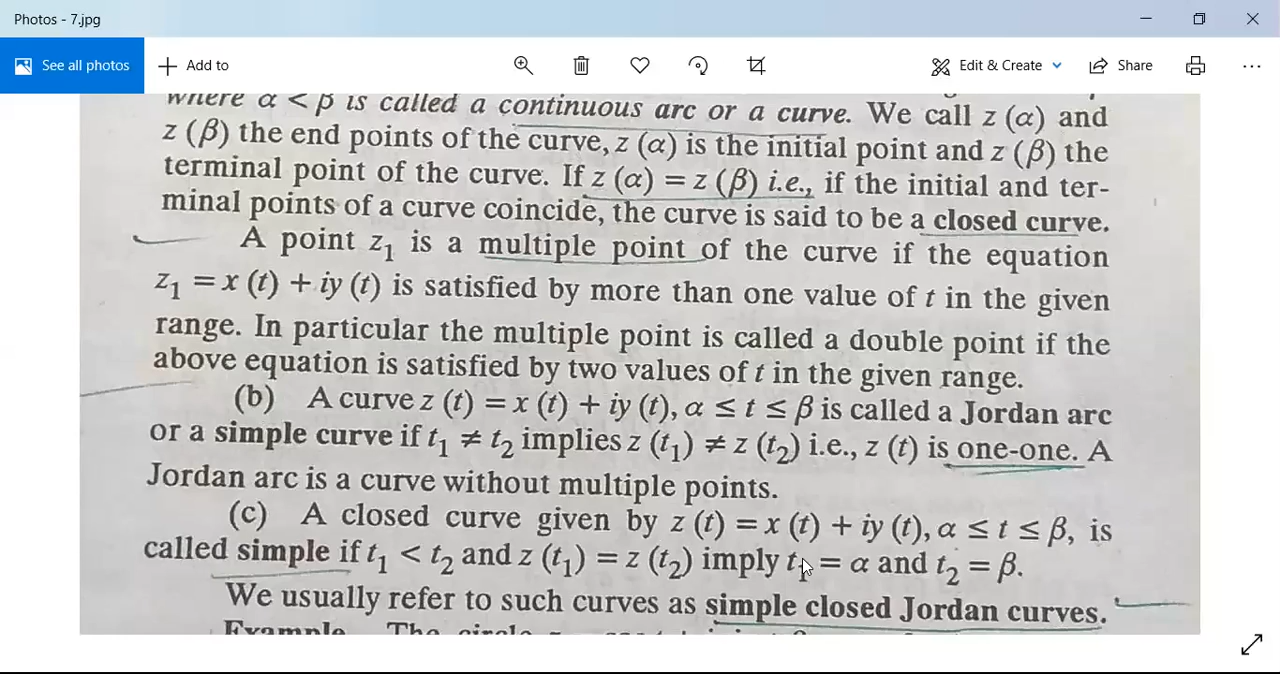 Photos - 7.jpg
See all photos
Add to
Edit & Create
Share
where α < β is called a continuous arc or a curve. We call z (α) and
z (β) the end points of the curve, z (α) is the initial point and z (β) the
terminal point of the curve. If z (α) = z (β) i.e., if the initial and ter-
minal points of a curve coincide, the curve is said to be a closed curve.
A point z₁ is a multiple point of the curve if the equation
z₁ = x (t) + iy (t) is satisfied by more than one value of t in the given
range. In particular the multiple point is called a double point if the
above equation is satisfied by two values of t in the given range.
(b) A curve z (t) = x (t) + iy (t), α ≤ t ≤ β is called a Jordan arc
or a simple curve if t₁ ≠ t₂ implies z (t₁) ≠ z (t₂) i.e., z (t) is one-one. A
Jordan arc is a curve without multiple points.
(c) A closed curve given by z (t) = x (t) + iy (t), α ≤ t ≤ β, is
called simple if t₁ < t₂ and z (t₁) = z (t₂) imply t₁ = α and t₂ = β.
We usually refer to such curves as simple closed Jordan curves.
Example The circle